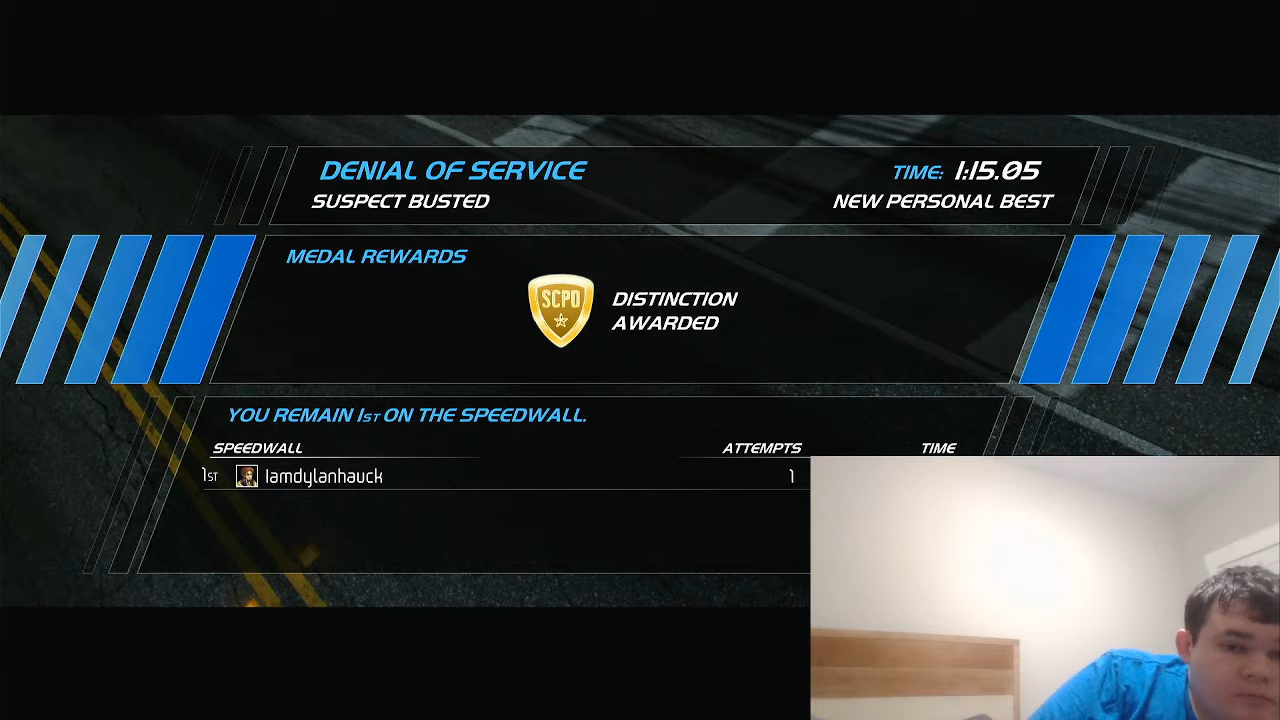 DENIAL OF SERVICE
TIME: 1:15.05
SUSPECT BUSTED
NEW PERSONAL BEST
MEDAL REWARDS
SCPD
DISTINCTION
AWARDED
YOU REMAIN 1ST ON THE SPEEDWALL.
SPEEDWALL ATTEMPTS TIME
1ST Iamdylanhauck 1